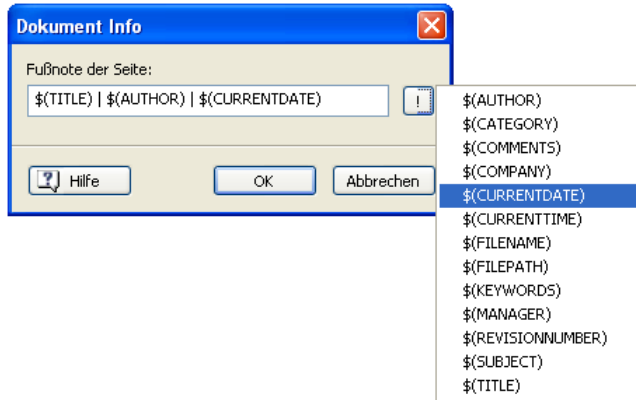 Dokument Info
Fußnote der Seite:
$(TITLE) | $(AUTHOR) | $(CURRENTDATE)
!
Hilfe
OK
Abbrechen
$(AUTHOR)
$(CATEGORY)
$(COMMENTS)
$(COMPANY)
$(CURRENTDATE)
$(CURRENTTIME)
$(FILENAME)
$(FILEPATH)
$(KEYWORDS)
$(MANAGER)
$(REVISIONNUMBER)
$(SUBJECT)
$(TITLE)